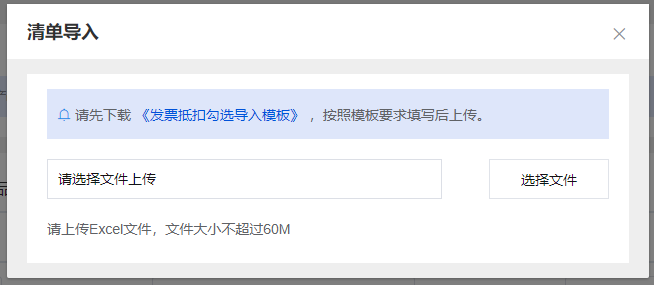 清单导入
请先下载 《发票抵扣勾选导入模板》 ，按照模板要求填写后上传。
请选择文件上传
选择文件
请上传Excel文件，文件大小不超过60M